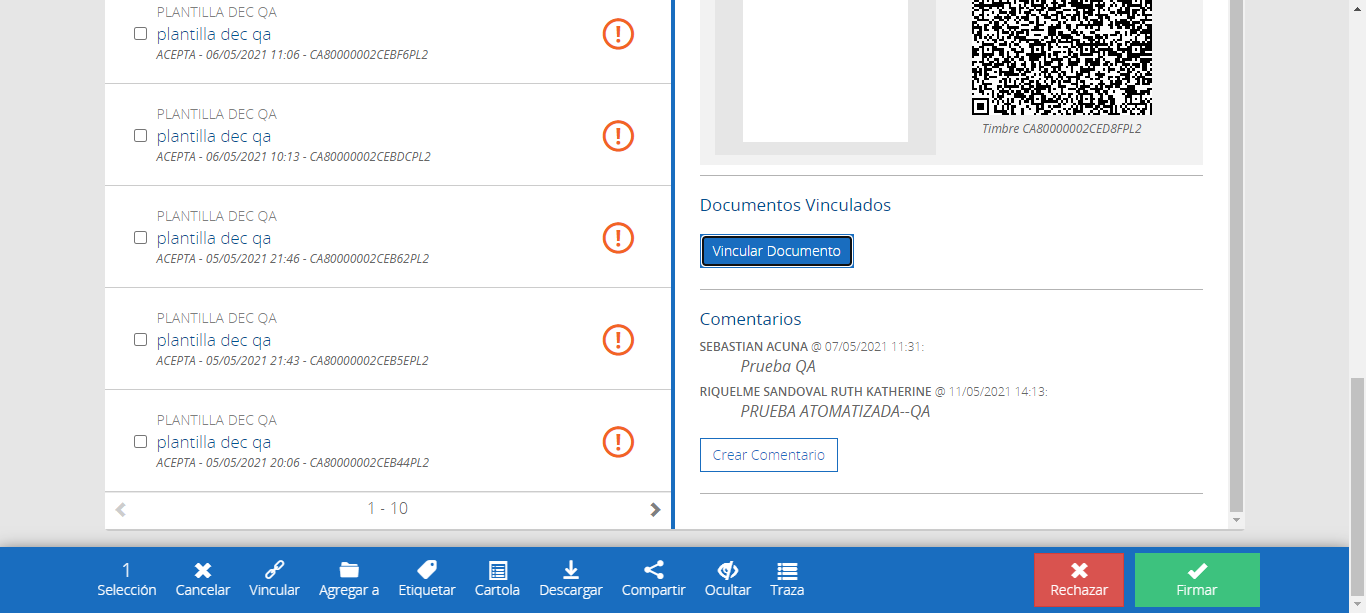 PLANTILLA DEC QA
plantilla dec qa
ACEPTA - 06/05/2021 11:06 - CA80000002CEBF6PL2
PLANTILLA DEC QA
plantilla dec qa
ACEPTA - 06/05/2021 10:13 - CA80000002CEBDCPL2
PLANTILLA DEC QA
plantilla dec qa
ACEPTA - 05/05/2021 21:46 - CA80000002CEB62PL2
PLANTILLA DEC QA
plantilla dec qa
ACEPTA - 05/05/2021 21:43 - CA80000002CEB5EPL2
PLANTILLA DEC QA
plantilla dec qa
ACEPTA - 05/05/2021 20:06 - CA80000002CEB44PL2
1 - 10
Timbre CA80000002CED8FPL2
Documentos Vinculados
Vincular Documento
Comentarios
SEBASTIAN ACUNA @ 07/05/2021 11:31:
Prueba QA
RIQUELME SANDOVAL RUTH KATHERINE @ 11/05/2021 14:13:
PRUEBA ATOMATIZADA--QA
Crear Comentario
1
Selección Cancelar Vincular Agregar a Etiquetar Cartola Descargar Compartir Ocultar Traza Rechazar Firmar